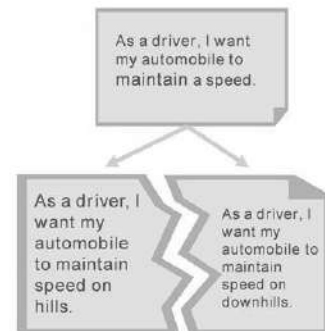 As a driver, I want
my automobile to
maintain a speed.
As a driver, I
want my
automobile
to maintain
speed on
hills.
As a driver, I
want my
automobile to
maintain
speed on
downhills.